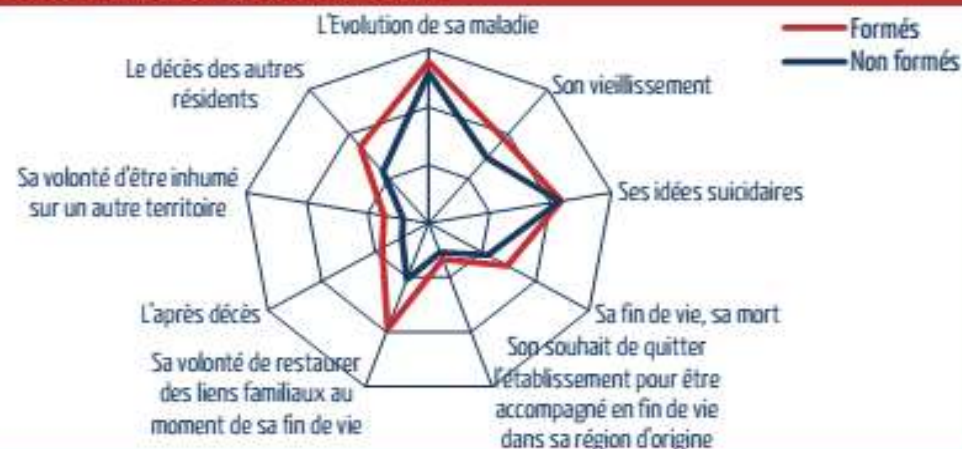 L'Evolution de sa maladie
Formés
Non formés
Son vieillissement
Ses idées suicidaires
Sa fin de vie, sa mort
Son souhait de quitter
l'établissement pour être
accompagné en fin de vie
dans sa région d'origine
Sa volonté de restaurer
des liens familiaux au
moment de sa fin de vie
L'après décès
Sa volonté d'être inhumé
sur un autre territoire
Le décès des autres
résidents